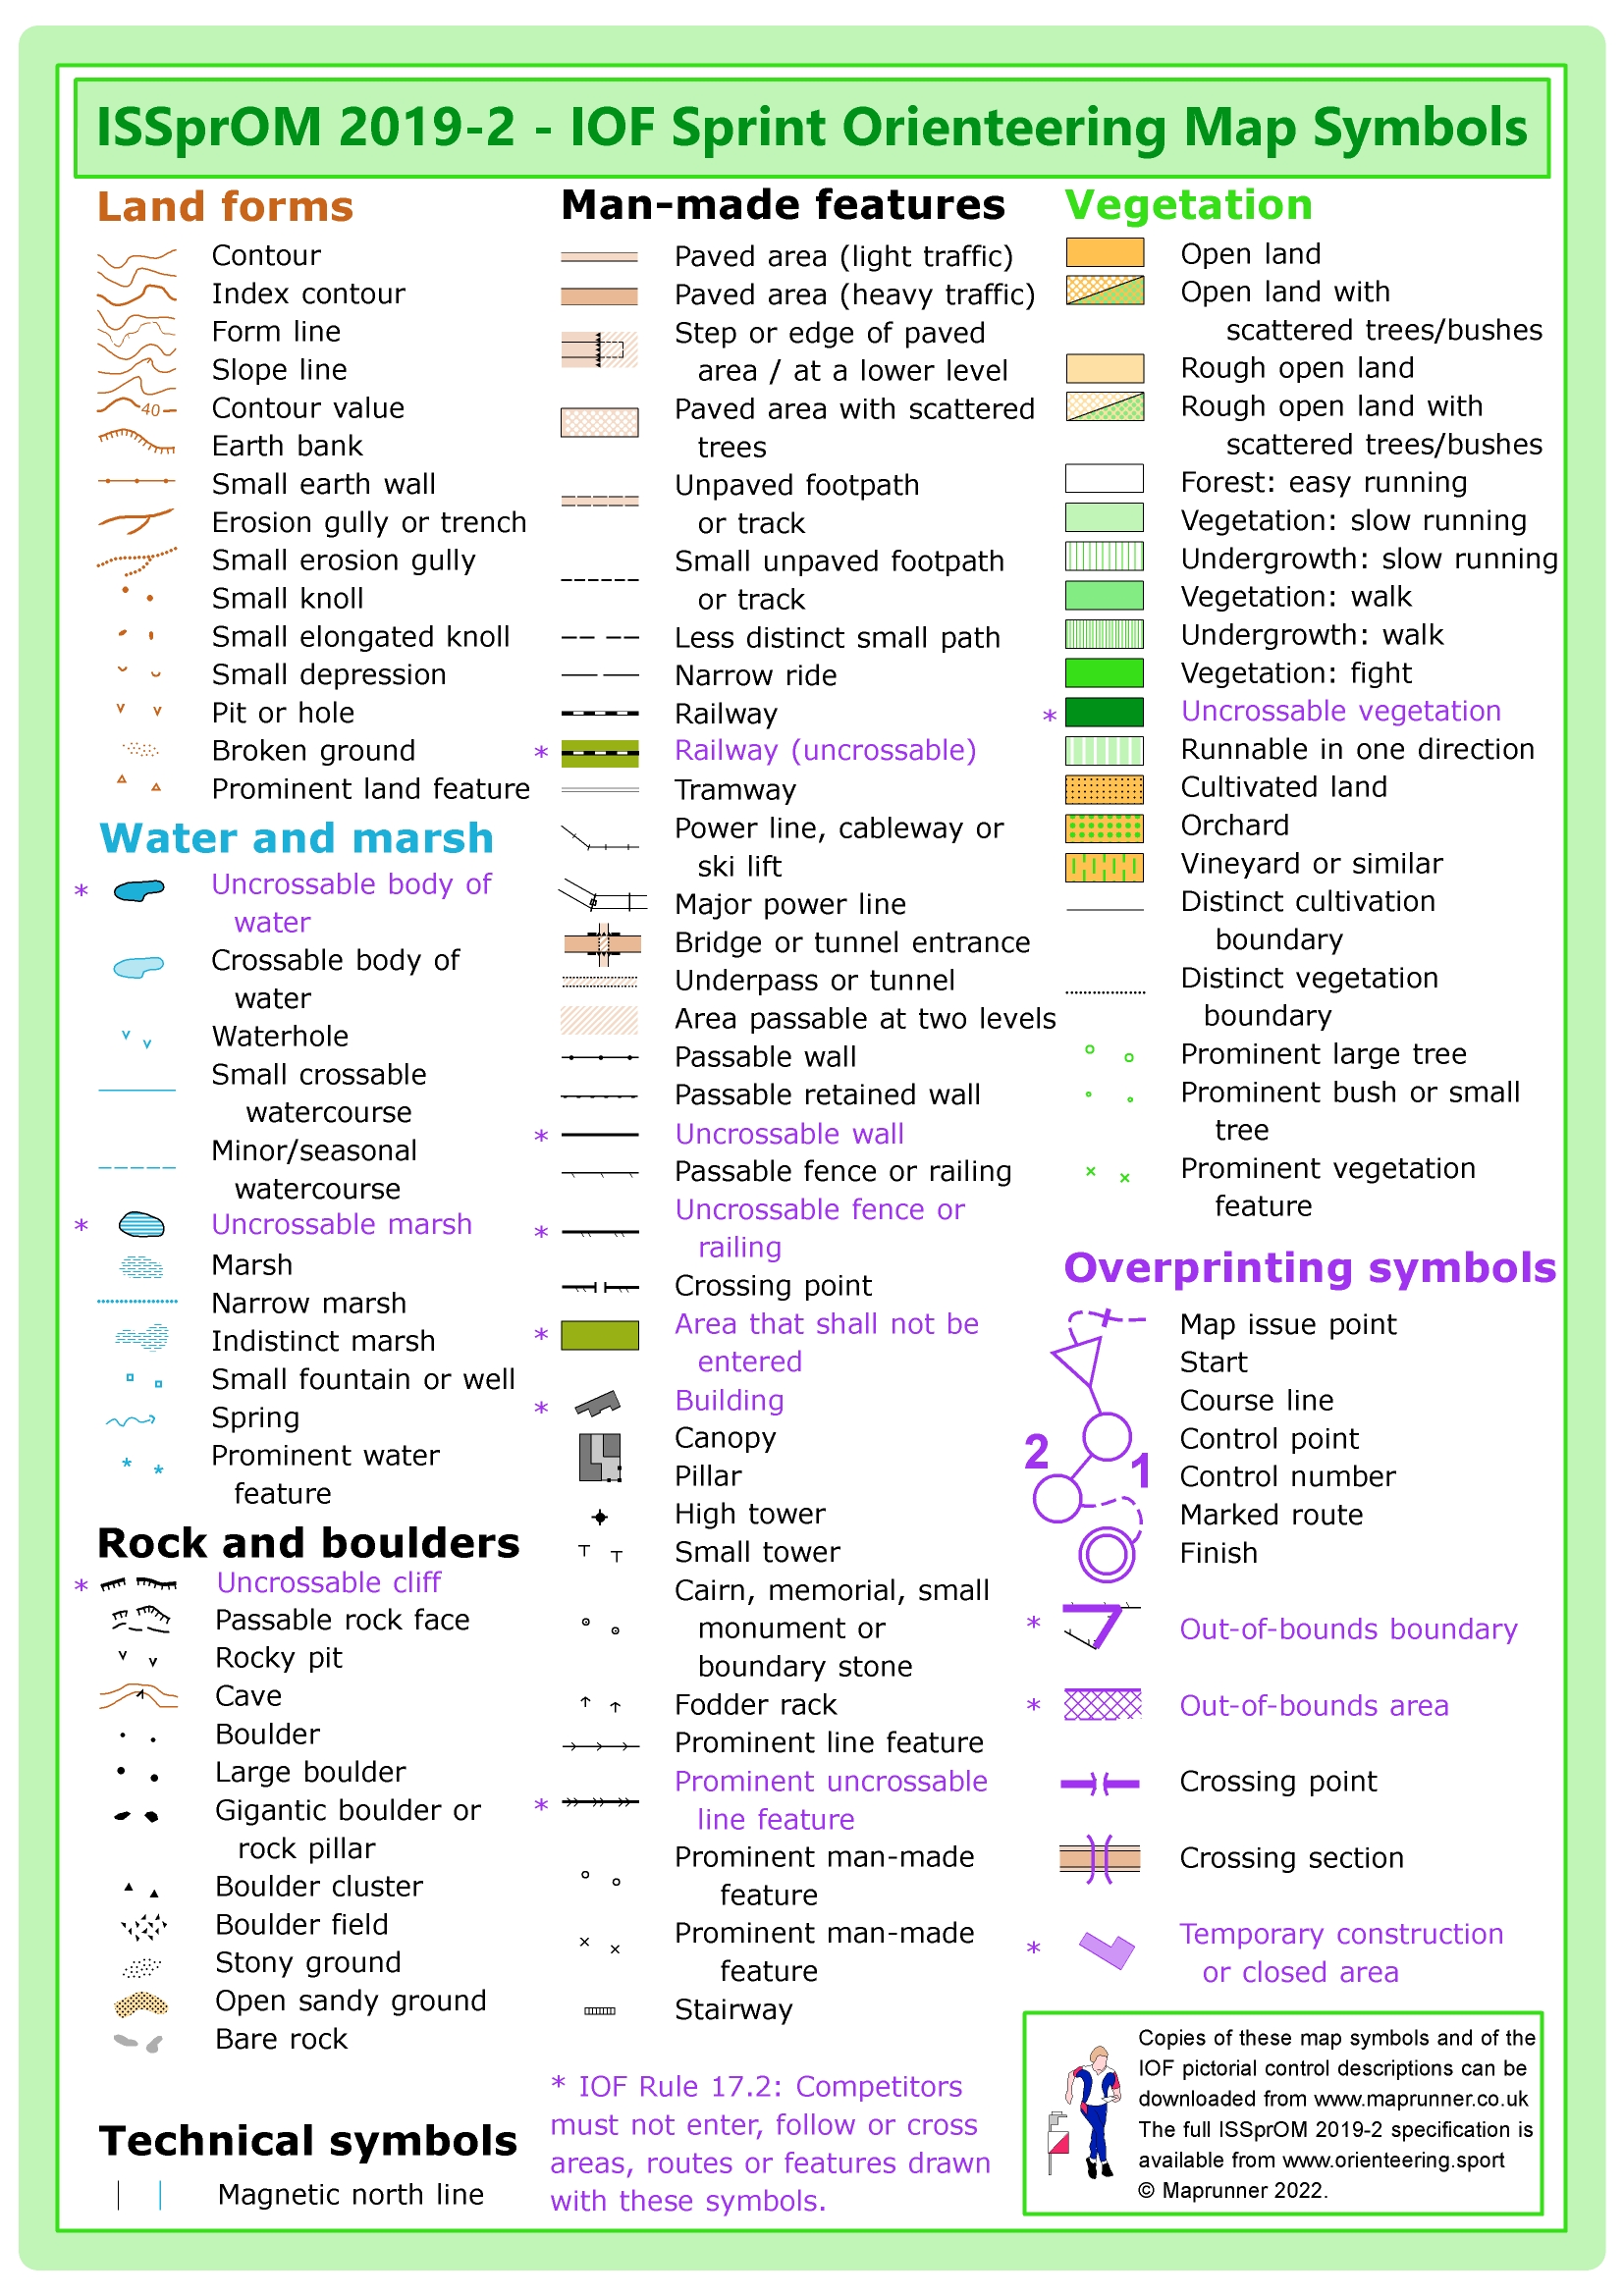 ISSprOM 2019-2 - IOF Sprint Orienteering Map Symbols
Land forms
Contour
Index contour
Form line
Slope line
40
Contour value
Earth bank
Small earth wall
Erosion gully or trench
Small erosion gully
Small knoll
Small elongated knoll
Small depression
Pit or hole
Broken ground
Prominent land feature
Water and marsh
* Uncrossable body of
water
Crossable body of
water
Waterhole
Small crossable
watercourse
Minor/seasonal
watercourse
* Uncrossable marsh
Marsh
Narrow marsh
Indistinct marsh
Small fountain or well
Spring
Prominent water
feature
Rock and boulders
* Uncrossable cliff
Passable rock face
Rocky pit
Cave
Boulder
Large boulder
Gigantic boulder or
rock pillar
Boulder cluster
Boulder field
Stony ground
Open sandy ground
Bare rock
Technical symbols
Magnetic north line
Man-made features
Paved area (light traffic)
Paved area (heavy traffic)
Step or edge of paved
area / at a lower level
Paved area with scattered
trees
Unpaved footpath
or track
Small unpaved footpath
or track
Less distinct small path
Narrow ride
Railway
* Railway (uncrossable)
Tramway
Power line, cableway or
ski lift
Major power line
Bridge or tunnel entrance
Underpass or tunnel
Area passable at two levels
Passable wall
Passable retained wall
* Uncrossable wall
Passable fence or railing
* Uncrossable fence or
railing
Crossing point
* Area that shall not be
entered
* Building
Canopy
Pillar
High tower
Small tower
Cairn, memorial, small
monument or
boundary stone
Fodder rack
Prominent line feature
* Prominent uncrossable
line feature
Prominent man-made
feature
Prominent man-made
feature
Stairway
* IOF Rule 17.2: Competitors
must not enter, follow or cross
areas, routes or features drawn
with these symbols.
Vegetation
Open land
Open land with
scattered trees/bushes
Rough open land
Rough open land with
scattered trees/bushes
Forest: easy running
Vegetation: slow running
Undergrowth: slow running
Vegetation: walk
Undergrowth: walk
Vegetation: fight
* Uncrossable vegetation
Runnable in one direction
Cultivated land
Orchard
Vineyard or similar
Distinct cultivation
boundary
Distinct vegetation
boundary
Prominent large tree
Prominent bush or small
tree
Prominent vegetation
feature
Overprinting symbols
Map issue point
Start
Course line
Control point
2 1
Control number
Marked route
Finish
* Out-of-bounds boundary
* Out-of-bounds area
Crossing point
Crossing section
* Temporary construction
or closed area
Copies of these map symbols and of the
IOF pictorial control descriptions can be
downloaded from www.maprunner.co.uk
The full ISSprOM 2019-2 specification is
available from www.orienteering.sport
© Maprunner 2022.